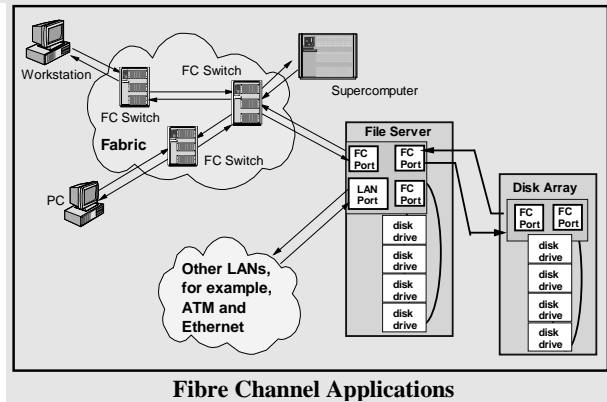 Workstation
FC Switch
FC Switch
Supercomputer
Fabric
FC Switch
PC
File Server
FC
Port
FC
Port
LAN
Port
FC
Port
disk
drive
disk
drive
disk
drive
disk
drive
Disk Array
FC
Port
FC
Port
disk
drive
disk
drive
disk
drive
disk
drive
Other LANs,
for example,
ATM and
Ethernet
Fibre Channel Applications